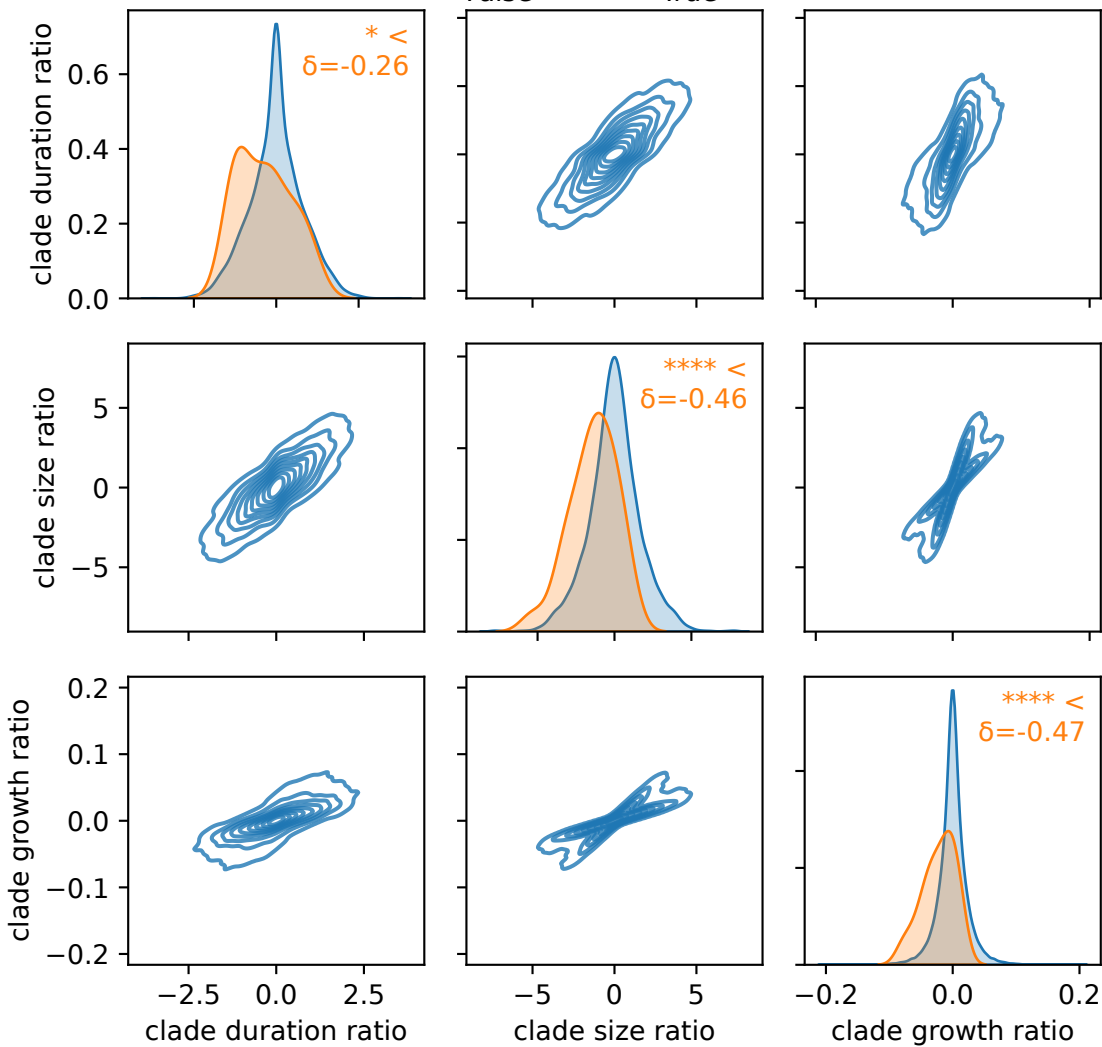 clade duration ratio
0.6
0.4
0.2
0.0
* <
δ=-0.26
clade size ratio
5
0
−5
**** <
δ=-0.46
clade growth ratio
0.2
0.1
0.0
−0.1
−0.2
**** <
δ=-0.47
−2.5 0.0 2.5
−5 0 5
−0.2 0.0 0.2
clade duration ratio
clade size ratio
clade growth ratio